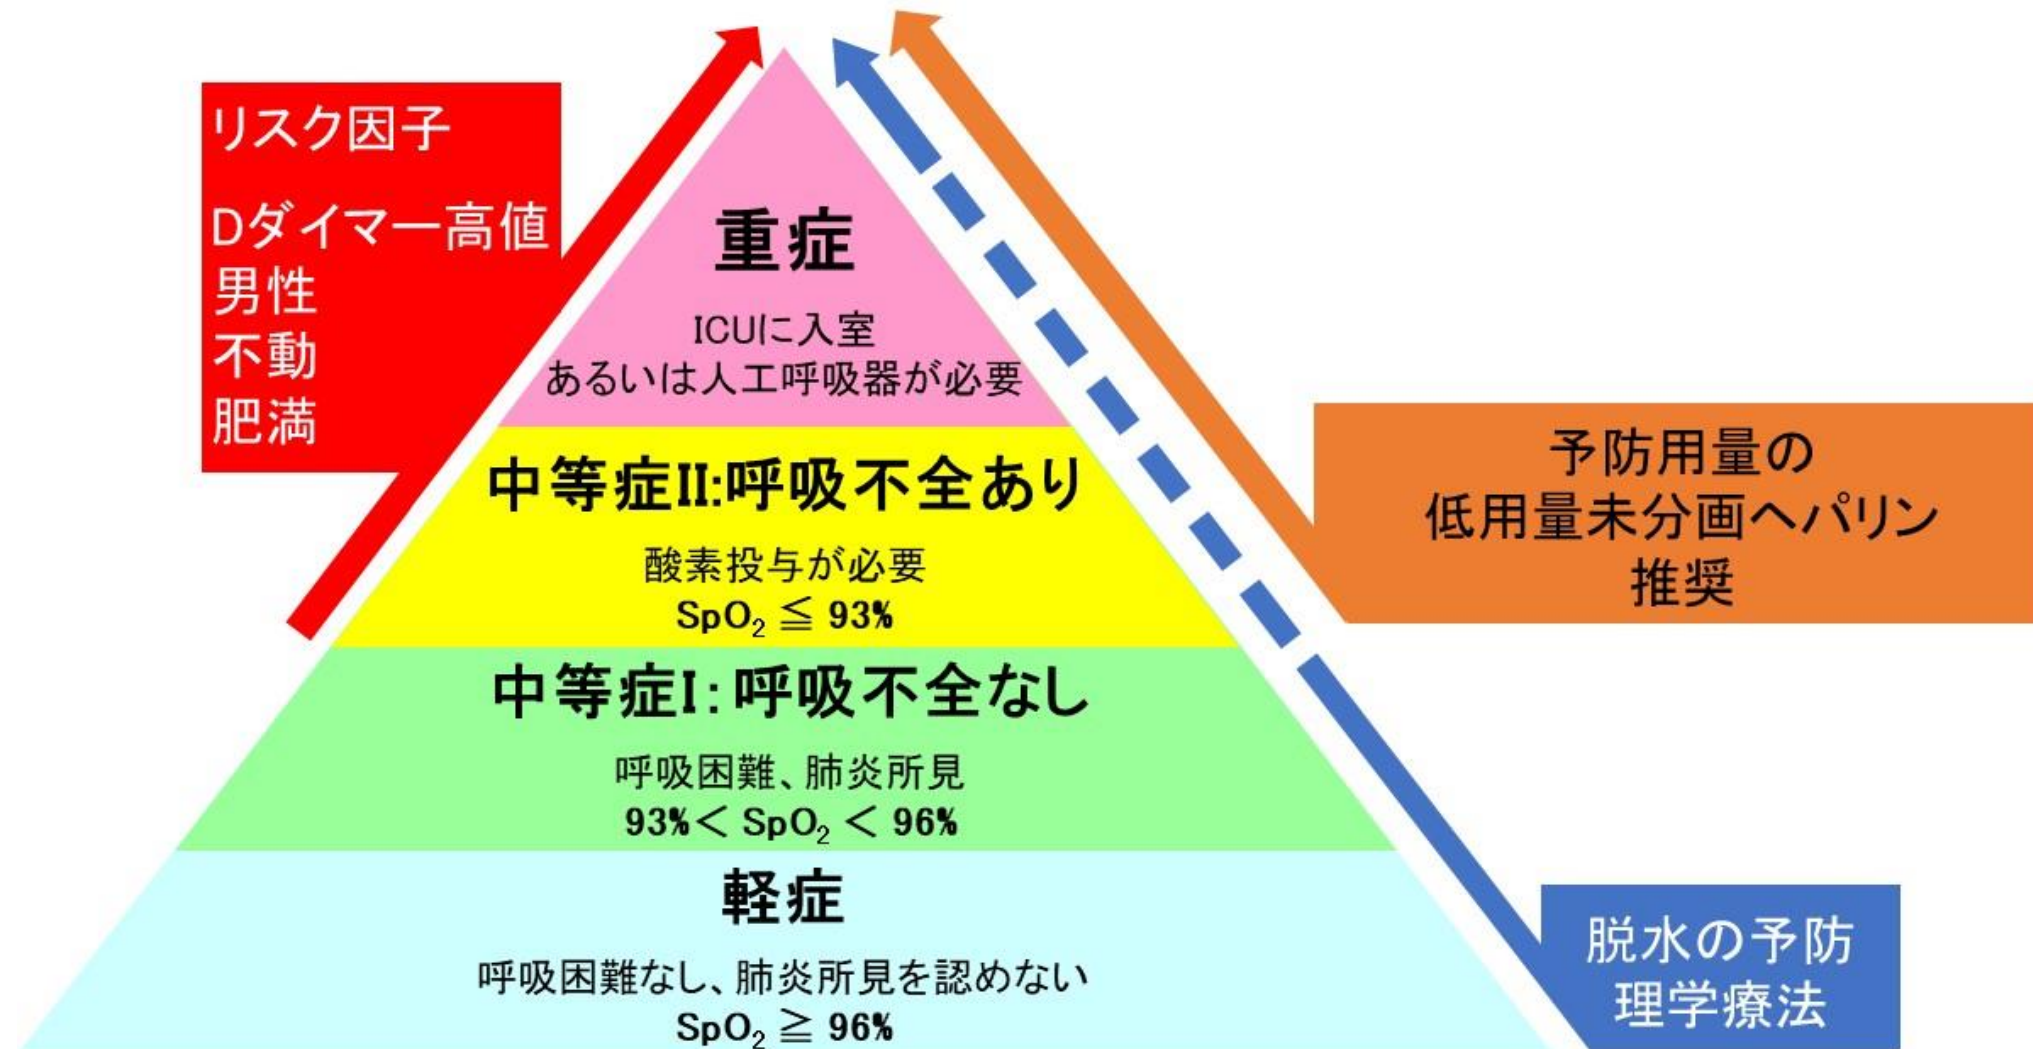 リスク因子
Dダイマー高値
男性
不動
肥満
重症
ICUに入室
あるいは人工呼吸器が必要
中等症II:呼吸不全あり
酸素投与が必要
SpO₂ ≦ 93%
中等症I:呼吸不全なし
呼吸困難、肺炎所見
93%< SpO₂ < 96%
軽症
呼吸困難なし、肺炎所見を認めない
SpO₂ ≧ 96%
予防用量の
低用量未分画ヘパリン
推奨
脱水の予防
理学療法